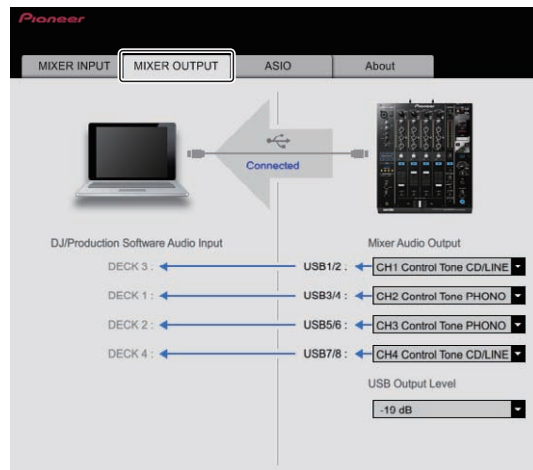 Pioneer
MIXER INPUT MIXER OUTPUT ASIO About
Connected
DJ/Production Software Audio Input Mixer Audio Output
DECK 3 : USB1/2 : CH1 Control Tone CD/LINE
DECK 1 : USB3/4 : CH2 Control Tone PHONO
DECK 2 : USB5/6 : CH3 Control Tone PHONO
DECK 4 : USB7/8 : CH4 Control Tone CD/LINE
USB Output Level
-19 dB